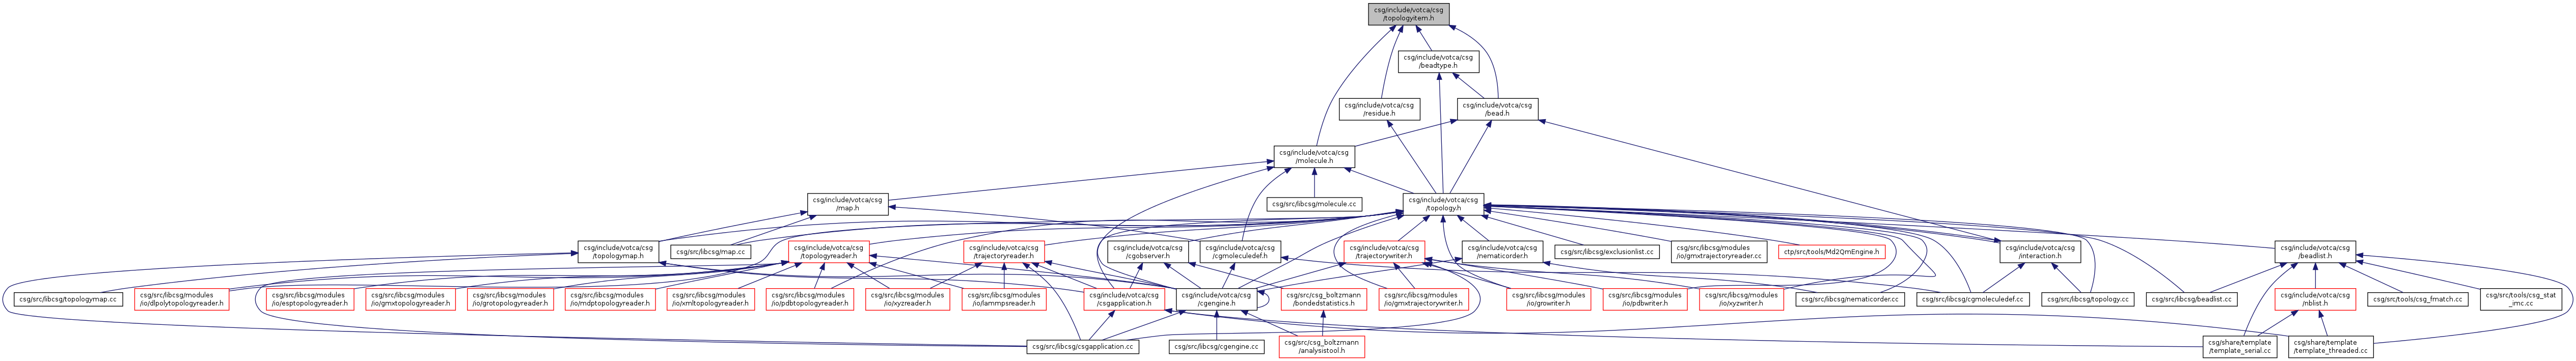 csg/include/votca/csg
/topologyitem.h
csg/include/votca/csg
/beadtype.h
csg/include/votca/csg
/residue.h
csg/include/votca/csg
/bead.h
csg/include/votca/csg
/molecule.h
csg/include/votca/csg
/map.h
csg/src/libcsg/molecule.cc
csg/include/votca/csg
/topology.h
csg/include/votca/csg
/topologymap.h
csg/src/libcsg/map.cc
csg/include/votca/csg
/topologyreader.h
csg/include/votca/csg
/trajectoryreader.h
csg/include/votca/csg
/cgobserver.h
csg/include/votca/csg
/cgmoleculedef.h
csg/include/votca/csg
/trajectorywriter.h
csg/include/votca/csg
/nematicorder.h
csg/src/libcsg/exclusionlist.cc
csg/src/libcsg/modules
/io/gmxtrajectoryreader.cc
ctp/src/tools/Md2QmEngine.h
csg/include/votca/csg
/interaction.h
csg/include/votca/csg
/beadlist.h
csg/src/libcsg/topologymap.cc
csg/src/libcsg/modules
/io/dlpolytopologyreader.h
csg/src/libcsg/modules
/io/esptopologyreader.h
csg/src/libcsg/modules
/io/gmxtopologyreader.h
csg/src/libcsg/modules
/io/grotopologyreader.h
csg/src/libcsg/modules
/io/mdptopologyreader.h
csg/src/libcsg/modules
/io/xmltopologyreader.h
csg/src/libcsg/modules
/io/pdbtopologyreader.h
csg/src/libcsg/modules
/io/xyzreader.h
csg/src/libcsg/modules
/io/lammpsreader.h
csg/include/votca/csg
/csgapplication.h
csg/include/votca/csg
/cgengine.h
csg/src/csg_boltzmann
/bondedstatistics.h
csg/src/libcsg/modules
/io/gmxtrajectorywriter.h
csg/src/libcsg/modules
/io/growriter.h
csg/src/libcsg/modules
/io/pdbwriter.h
csg/src/libcsg/modules
/io/xyzwriter.h
csg/src/libcsg/nematicorder.cc
csg/src/libcsg/cgmoleculedef.cc
csg/src/libcsg/topology.cc
csg/src/libcsg/beadlist.cc
csg/include/votca/csg
/nblist.h
csg/src/tools/csg_fmatch.cc
csg/src/tools/csg_stat
_imc.cc
csg/src/libcsg/csgapplication.cc
csg/src/libcsg/cgengine.cc
csg/src/csg_boltzmann
/analysistool.h
csg/share/template
/template_serial.cc
csg/share/template
/template_threaded.cc